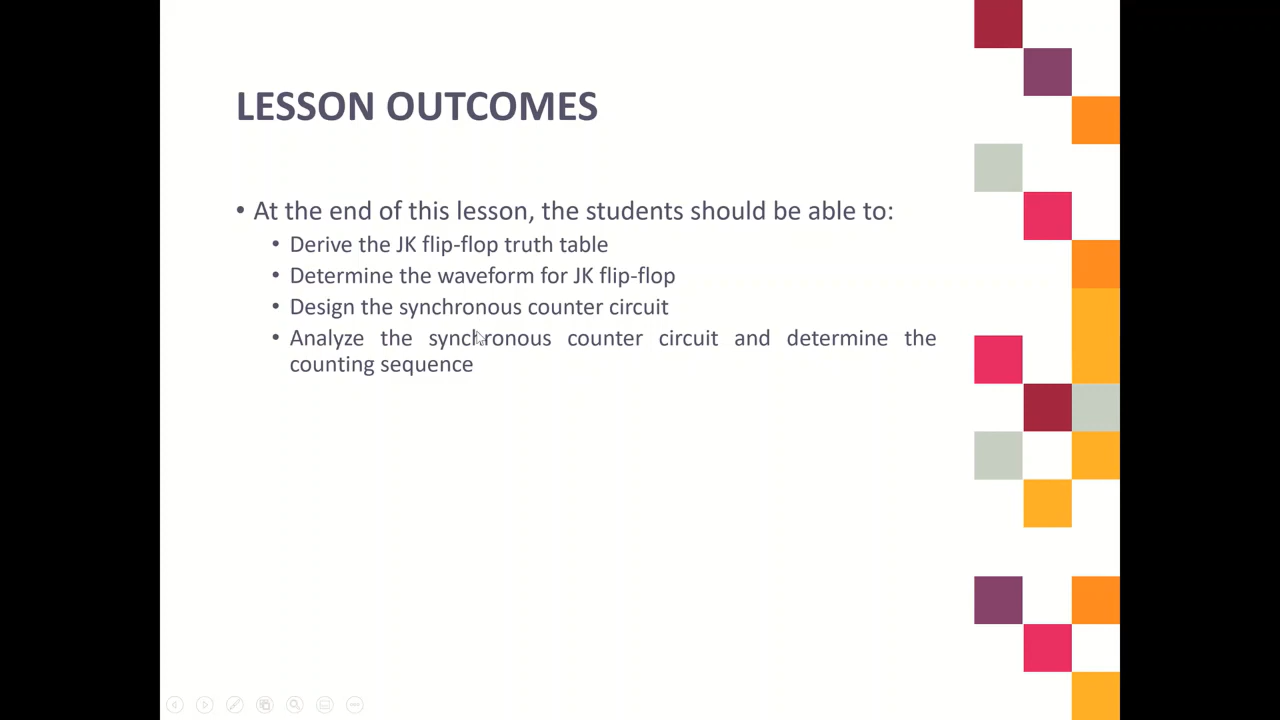 LESSON OUTCOMES
• At the end of this lesson, the students should be able to:
• Derive the JK flip-flop truth table
• Determine the waveform for JK flip-flop
• Design the synchronous counter circuit
• Analyze the synchronous counter circuit and determine the
counting sequence